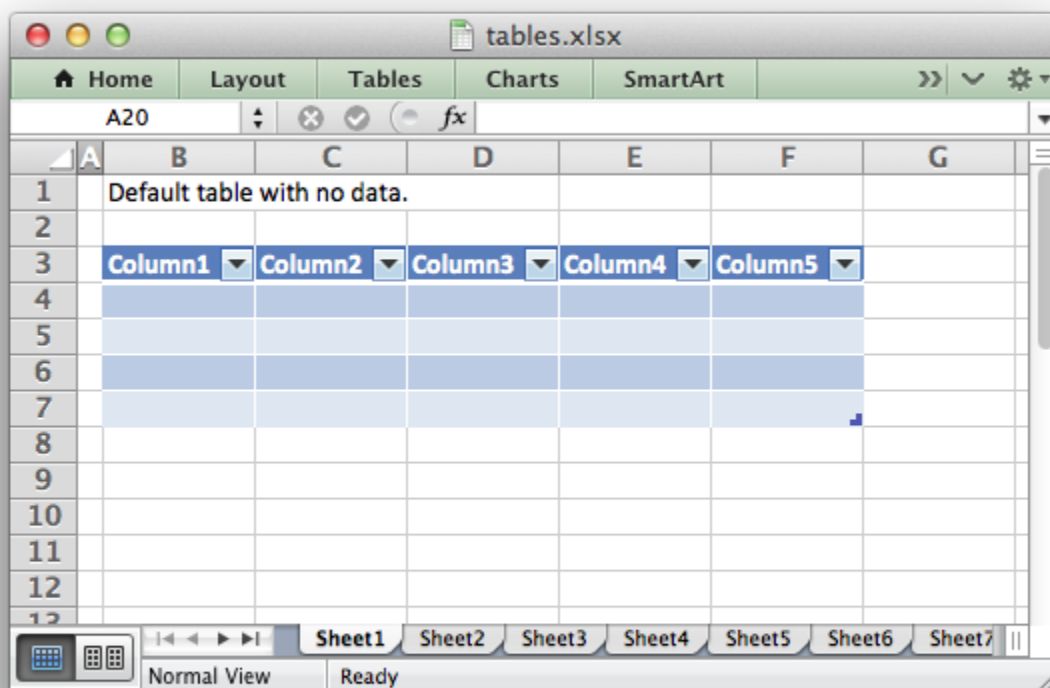 tables.xlsx
Home Layout Tables Charts SmartArt
A20 fx
A B C D E F G
1 Default table with no data.
2
3 Column1 Column2 Column3 Column4 Column5
4
5
6
7
8
9
10
11
12
13
Sheet1 Sheet2 Sheet3 Sheet4 Sheet5 Sheet6 Sheet7
Normal View Ready